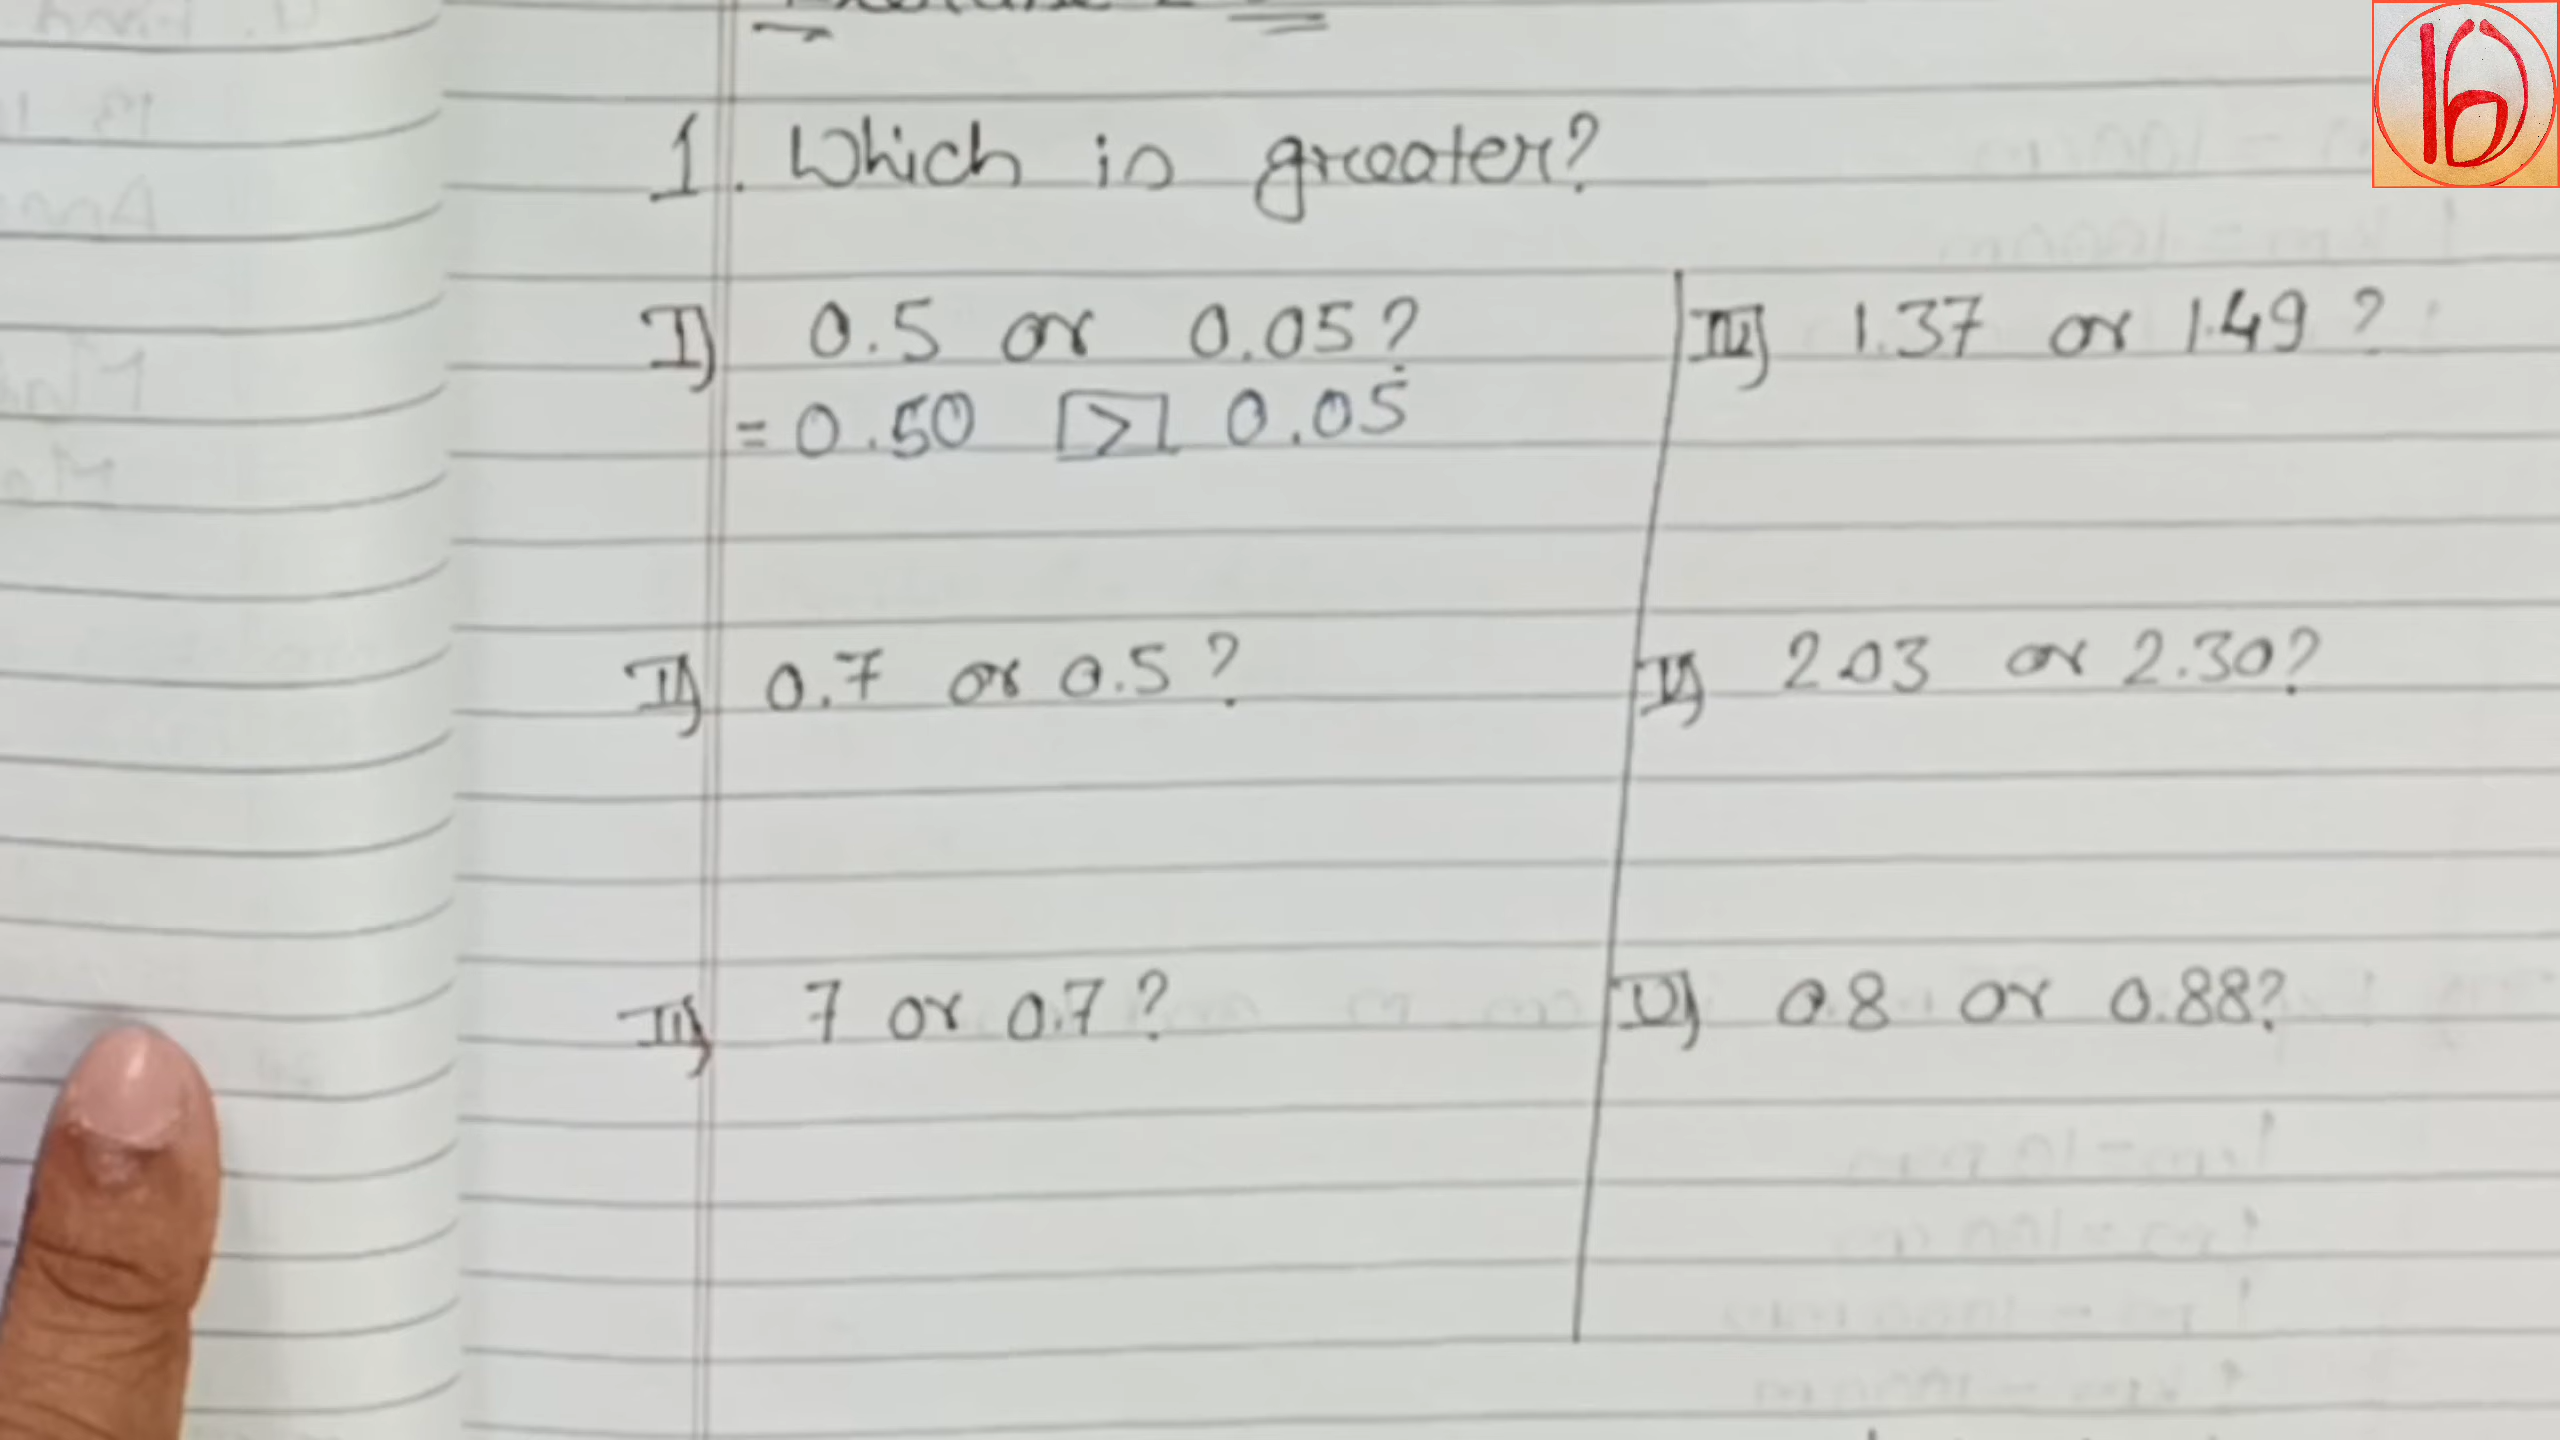 1. Which is greater?
I) 0.5 or 0.05?
= 0.50 > 0.05
II) 0.7 or 0.5?
III) 7 or 0.7?
1.37 or 1.49?
2.03 or 2.30?
0.8 or 0.88?